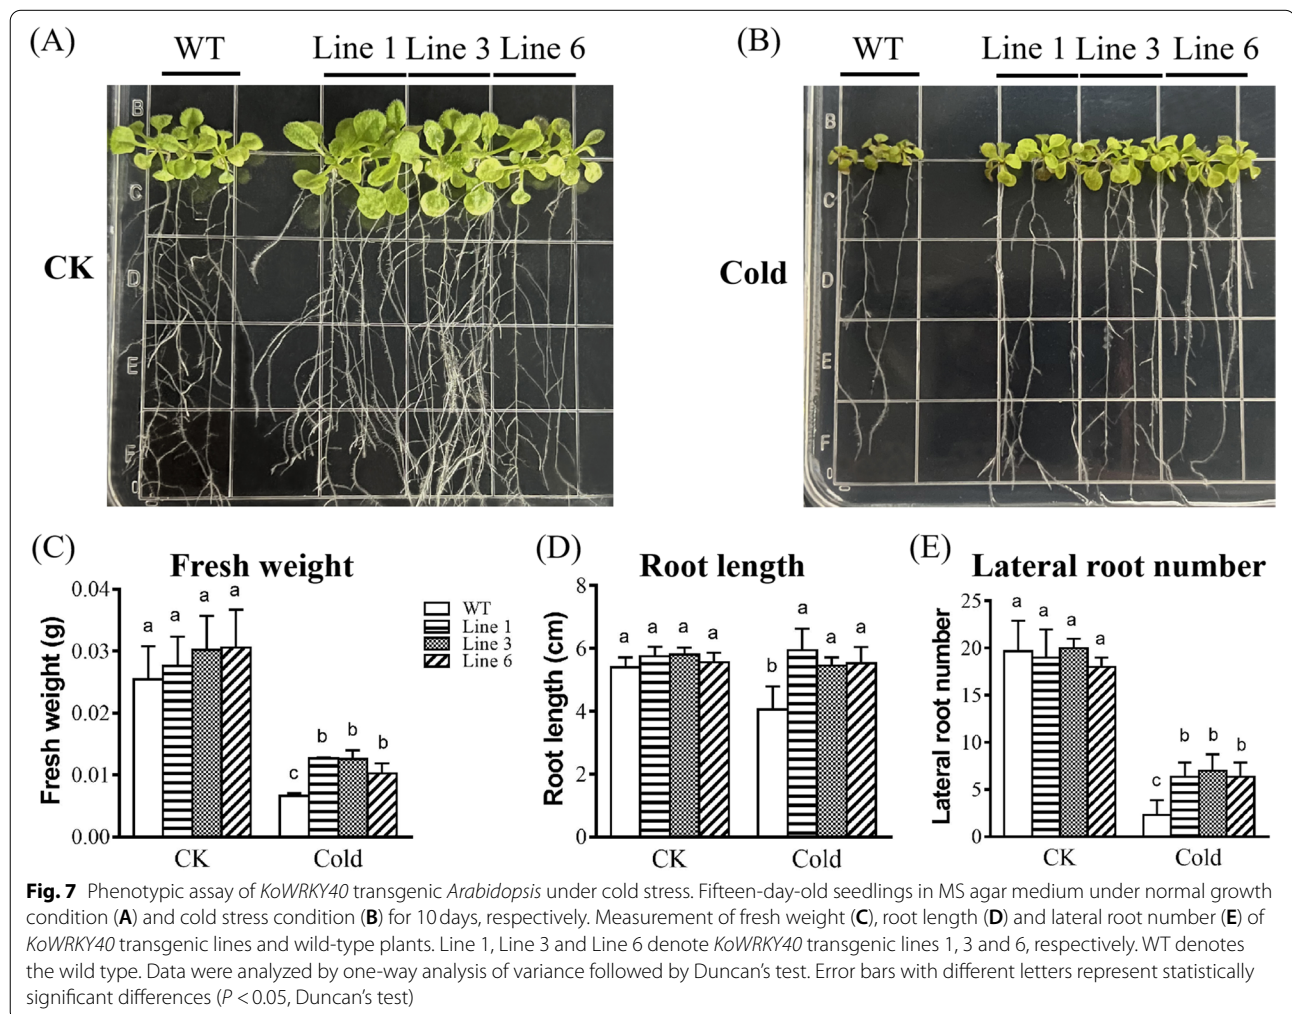 (A)
WT
Line 1 Line 3 Line 6
(B)
WT
Line 1 Line 3 Line 6
CK
B
C
D
E
F
Cold
B
C
D
E
F
(C)
Fresh weight
Fresh weight (g)
0.04
0.03
0.02
0.01
0.00
a a a a
c b b b
CK Cold
WT
Line 1
Line 3
Line 6
(D)
Root length
Root length (cm)
8
6
4
2
0
a a a a
b a a a
CK Cold
(E)
Lateral root number
Lateral root number
25
20
15
10
5
0
a a a a
c b b b
CK Cold
Fig. 7 Phenotypic assay of KoWRKY40 transgenic Arabidopsis under cold stress. Fifteen-day-old seedlings in MS agar medium under normal growth
condition (A) and cold stress condition (B) for 10 days, respectively. Measurement of fresh weight (C), root length (D) and lateral root number (E) of
KoWRKY40 transgenic lines and wild-type plants. Line 1, Line 3 and Line 6 denote KoWRKY40 transgenic lines 1, 3 and 6, respectively. WT denotes
the wild type. Data were analyzed by one-way analysis of variance followed by Duncan's test. Error bars with different letters represent statistically
significant differences (P < 0.05, Duncan's test)